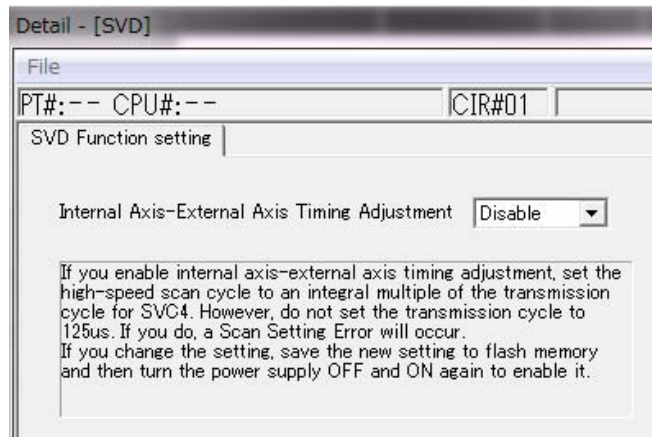 Detail - [SVD]
File
PT#:-- CPU#:-- CIR#01
SVD Function setting
Internal Axis-External Axis Timing Adjustment Disable
If you enable internal axis-external axis timing adjustment, set the
high-speed scan cycle to an integral multiple of the transmission
cycle for SVC4. However, do not set the transmission cycle to
125us. If you do, a Scan Setting Error will occur.
If you change the setting, save the new setting to flash memory
and then turn the power supply OFF and ON again to enable it.